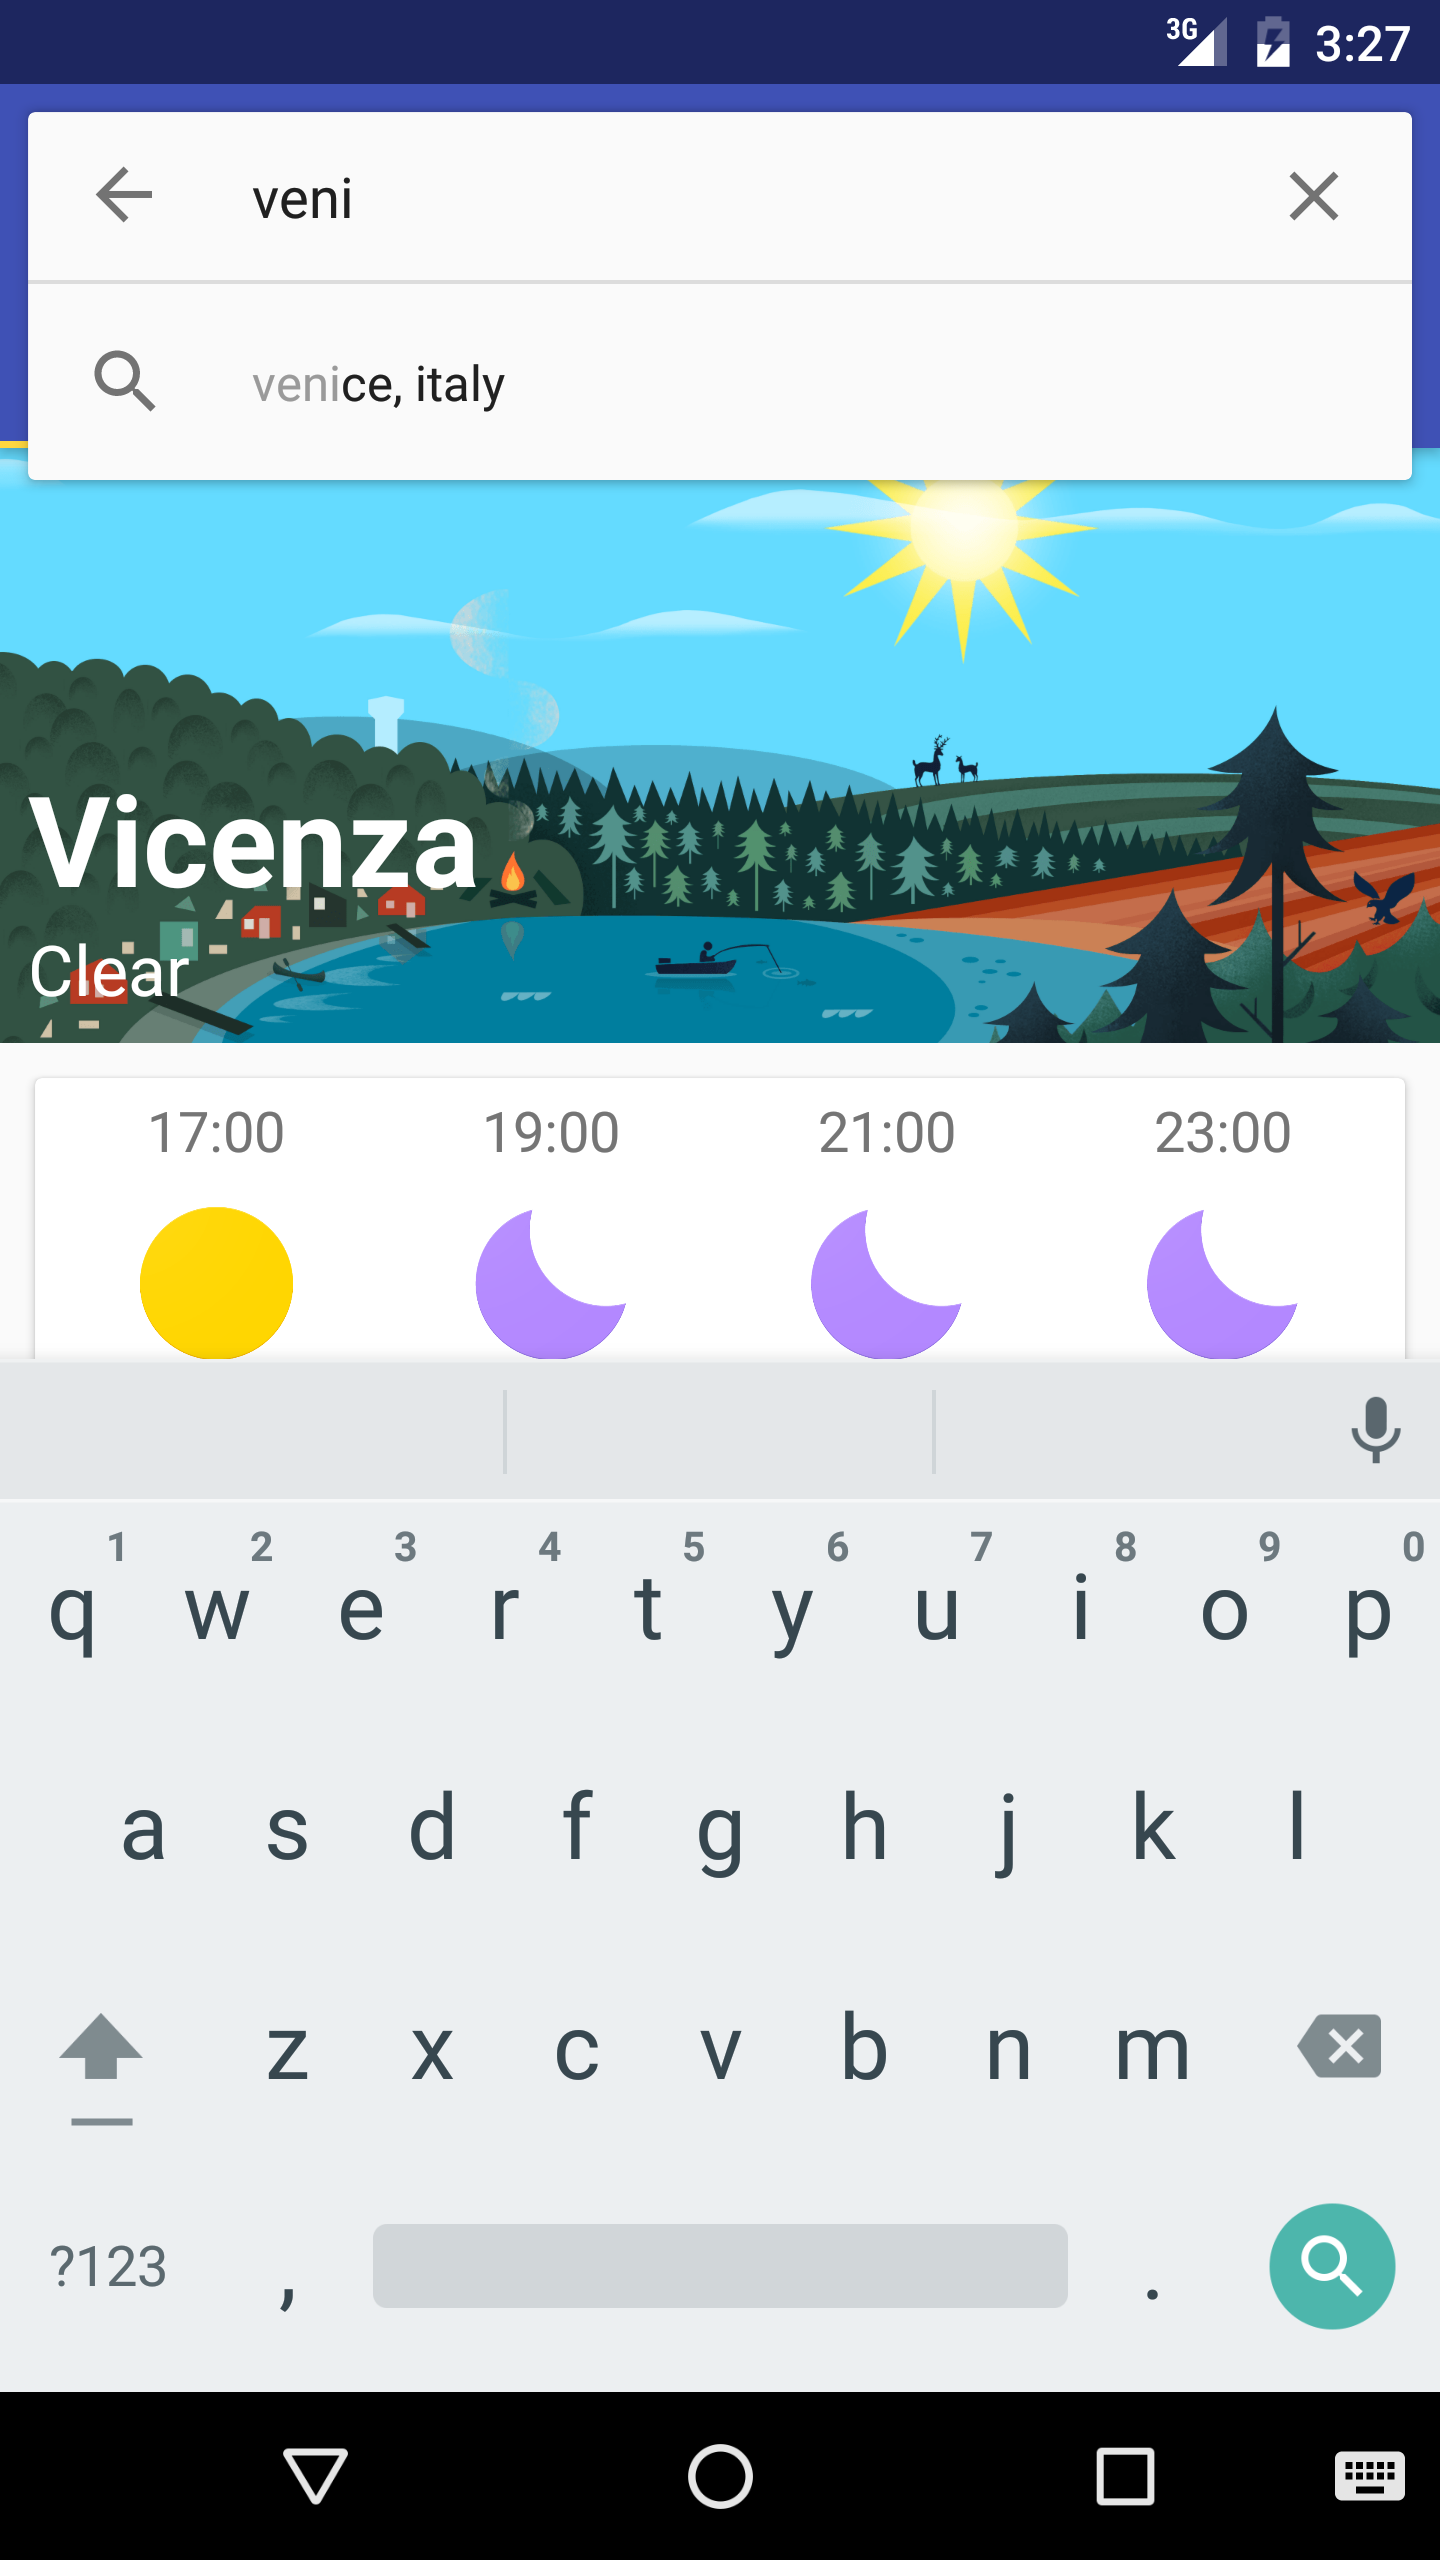 3G 3:27
veni
venice, italy
Vicenza
Clear
17:00 19:00 21:00 23:00
1 2 3 4 5 6 7 8 9 0
q w e r t y u i o p
a s d f g h j k l
z x c v b n m
?123 , .